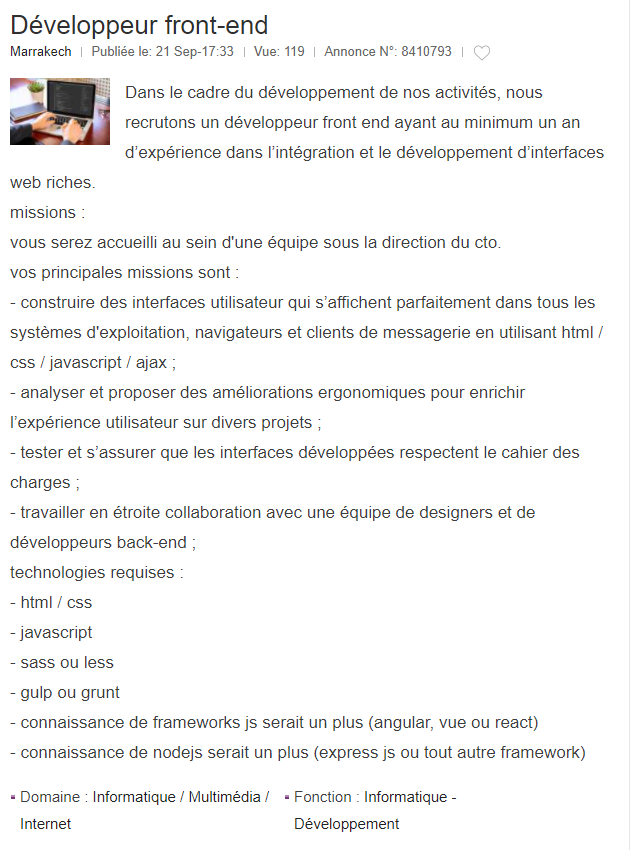 Développeur front-end
Marrakech | Publiée le: 21 Sep-17:33 | Vue: 119 | Annonce N°: 8410793 |
Dans le cadre du développement de nos activités, nous
recrutons un développeur front end ayant au minimum un an
d’expérience dans l’intégration et le développement d’interfaces
web riches.
missions :
vous serez accueilli au sein d'une équipe sous la direction du cto.
vos principales missions sont :
- construire des interfaces utilisateur qui s’affichent parfaitement dans tous les
systèmes d'exploitation, navigateurs et clients de messagerie en utilisant html /
css / javascript / ajax ;
- analyser et proposer des améliorations ergonomiques pour enrichir
l’expérience utilisateur sur divers projets ;
- tester et s’assurer que les interfaces développées respectent le cahier des
charges ;
- travailler en étroite collaboration avec une équipe de designers et de
développeurs back-end ;
technologies requises :
- html / css
- javascript
- sass ou less
- gulp ou grunt
- connaissance de frameworks js serait un plus (angular, vue ou react)
- connaissance de nodejs serait un plus (express js ou tout autre framework)
Domaine : Informatique / Multimédia /
Internet
Fonction : Informatique -
Développement